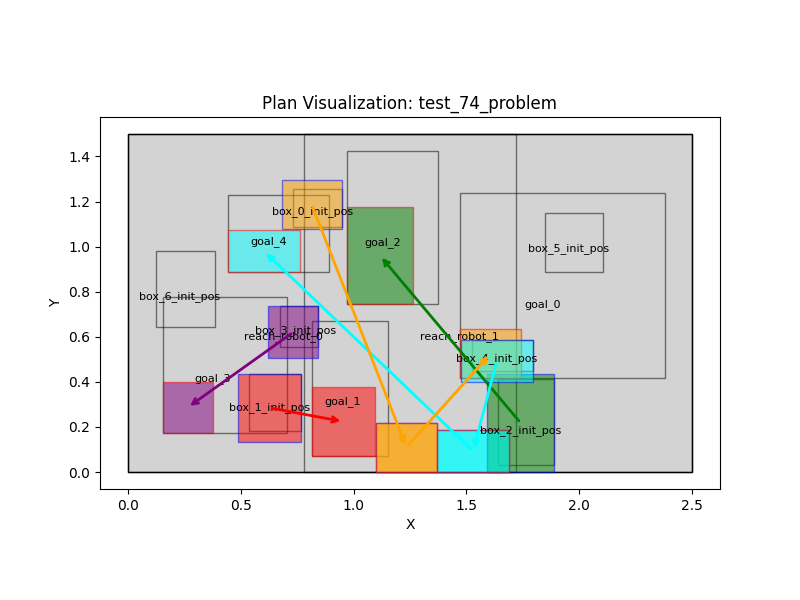 Plan Visualization: test_74_problem
1.4
1.2
1.0
0.8
0.6
0.4
0.2
0.0
Y
box_0_init_pos
goal_4
goal_2
box_5_init_pos
box_6_init_pos
goal_0
box_3_init_pos
reach_robot_0
reach_robot_1
box_4_init_pos
goal_3
goal_1
box_1_init_pos
box_2_init_pos
0.0
0.5
1.0
1.5
2.0
2.5
X